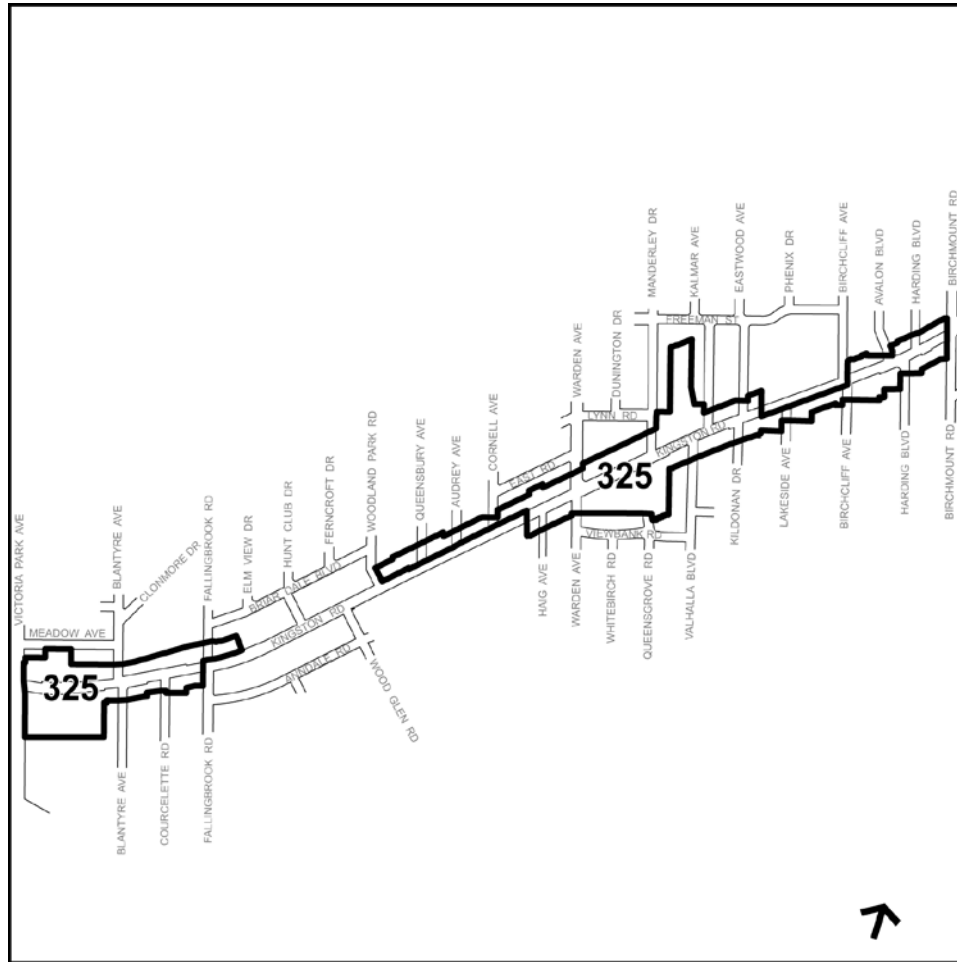 BIRCHMOUNT RD
HARDING BLVD
AVALON BLVD
BIRCHCLIFF AVE
PHENIX DR
EASTWOOD AVE
KALMAR AVE
MANDERLEY DR
FREEMAN ST
DUNINGTON DR
WARDEN AVE
LYNN RD
KINGSTON RD
CORNELL AVE
EAST RD
325
AUDREY AVE
QUEENSBURY AVE
WOODLAND PARK RD
FERNCROFT DR
HUNT CLUB DR
ELM VIEW DR
BRIAR DALE BLVD
FALLINGBROOK RD
CLONMORE DR
BLANTYRE AVE
VICTORIA PARK AVE
MEADOW AVE
KINGSTON RD
ANNDALE RD
WOOD GLEN RD
325
HAIG AVE
WARDEN AVE
VIEWBANK RD
WHITEBIRCH RD
QUEENSGROVE RD
VALHALLA BLVD
KILDONAN DR
LAKESIDE AVE
BIRCHCLIFF AVE
HARDING BLVD
BIRCHMOUNT RD
BLANTYRE AVE
COURCELETTE RD
FALLINGBROOK RD